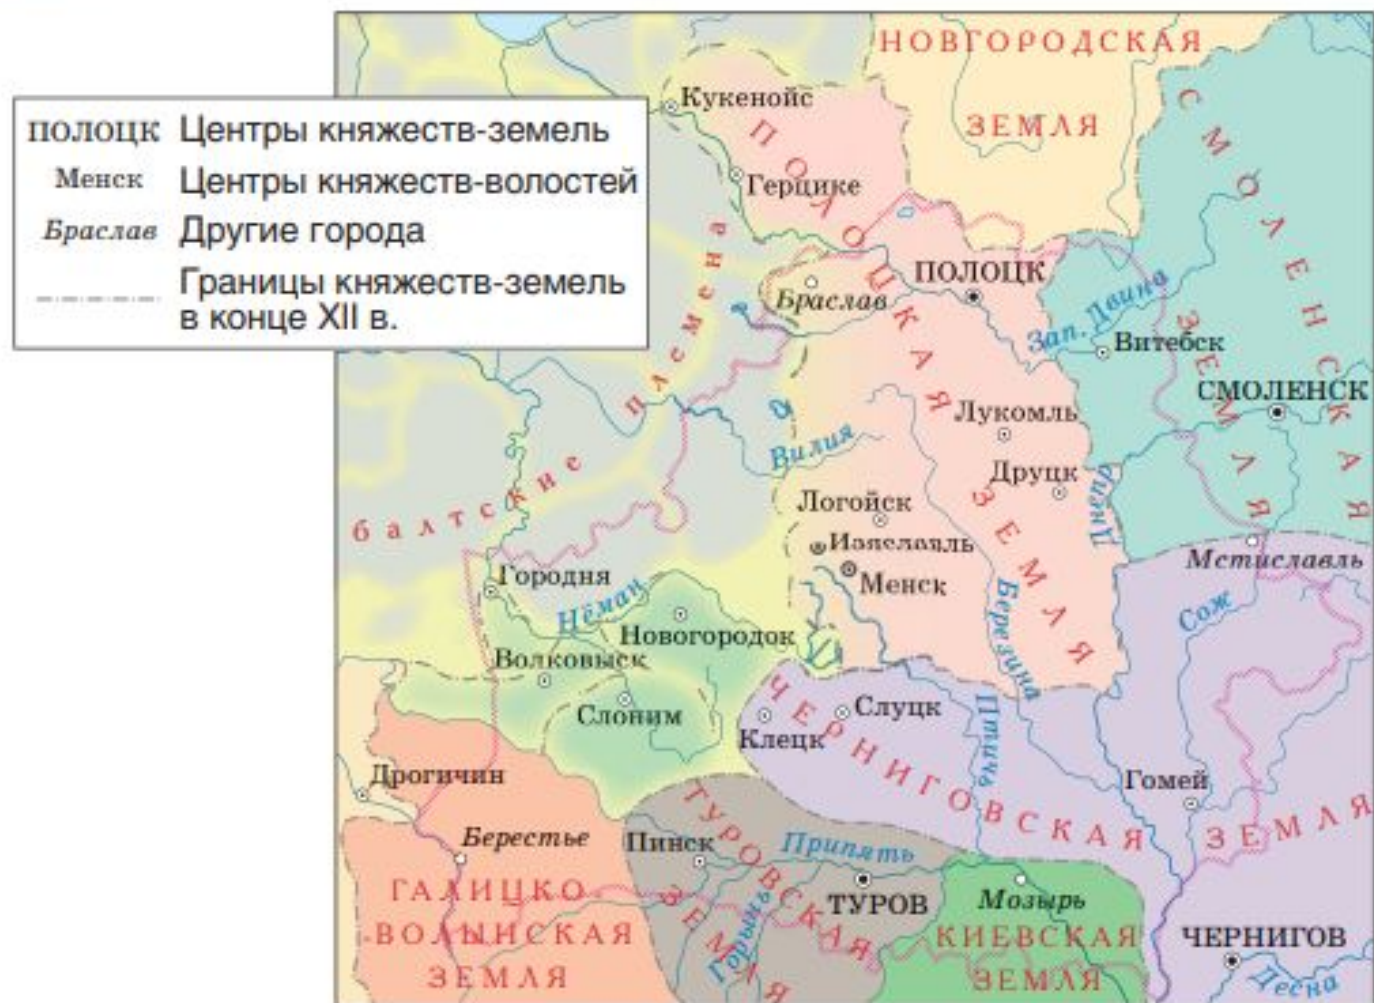 ПОЛОЦК Центры княжеств-земель
Менск Центры княжеств-волостей
Браслав Другие города
Границы княжеств-земель
в конце XII в.
НОВГОРОДСКАЯ
ЗЕМЛЯ
СМОЛЕНСКАЯ
ЗЕМЛЯ
Кукенойс
ПОЛОЦКАЯ
ЗЕМЛЯ
Герцике
балтские племена
Браслав
ПОЛОЦК
Зап. Двина
Витебск
СМОЛЕНСК
Лукомль
Вилия
Друцк
Днепр
Логойск
Изяславль
Менск
Мстиславль
Городня
Нёман
Новогородок
Березина
Сож
Волковыск
Слоним
Слуцк
Клецк
Птичь
ЧЕРНИГОВСКАЯ ЗЕМЛЯ
Гомей
Дрогичин
Берестье
Пинск
ТУРОВСКАЯ
ЗЕМЛЯ
Припять
ТУРОВ
Горынь
Мозырь
ГАЛИЦКО
-ВОЛЫНСКАЯ
ЗЕМЛЯ
КИЕВСКАЯ
ЗЕМЛЯ
ЧЕРНИГОВ
Десна